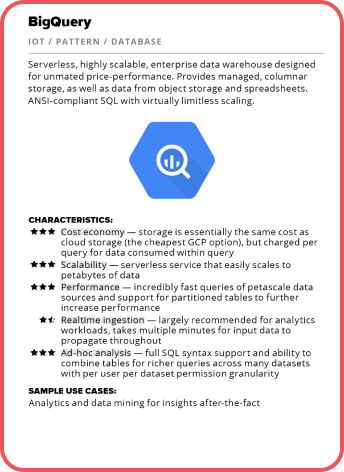 BigQuery
IOT / PATTERN / DATABASE
Serverless, highly scalable, enterprise data warehouse designed
for unmated price-performance. Provides managed, columnar
storage, as well as data from object storage and spreadsheets.
ANSI-compliant SQL with virtually limitless scaling.
CHARACTERISTICS:
★★★ Cost economy — storage is essentially the same cost as
cloud storage (the cheapest GCP option), but charged per
query for data consumed within query
★★★ Scalability — serverless service that easily scales to
petabytes of data
★★★ Performance — incredibly fast queries of petascale data
sources and support for partitioned tables to further
increase performance
★⯨ Realtime ingestion — largely recommended for analytics
workloads, takes multiple minutes for input data to
propagate throughout
★★★ Ad-hoc analysis — full SQL syntax support and ability to
combine tables for richer queries across many datasets
with per user per dataset permission granularity
SAMPLE USE CASES:
Analytics and data mining for insights after-the-fact